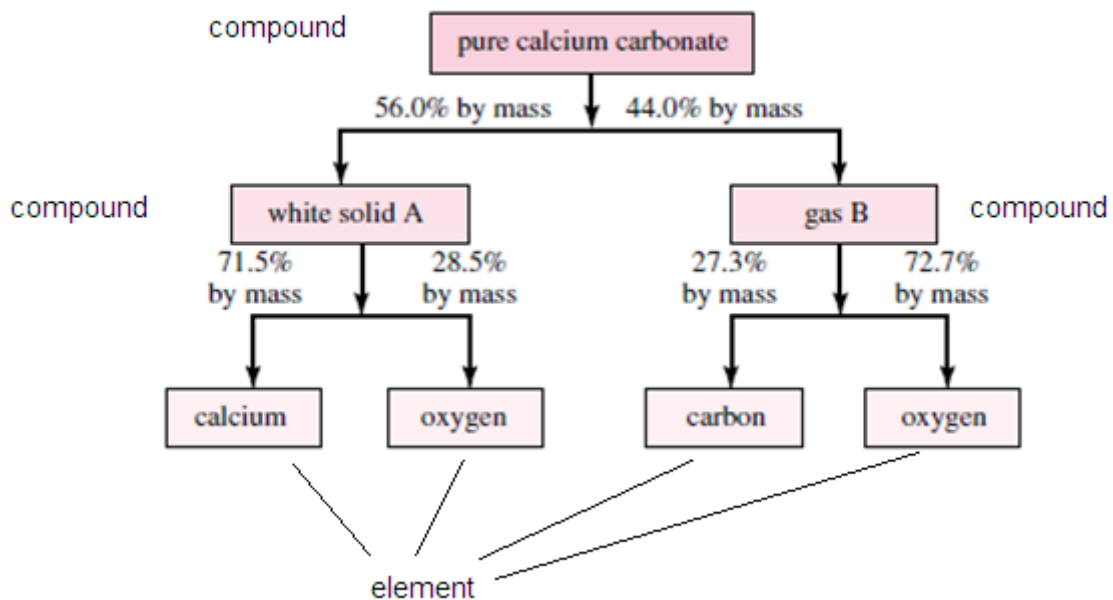 compound
pure calcium carbonate
56.0% by mass
44.0% by mass
compound
white solid A
gas B
compound
71.5%
by mass
28.5%
by mass
27.3%
by mass
72.7%
by mass
calcium
oxygen
carbon
oxygen
element